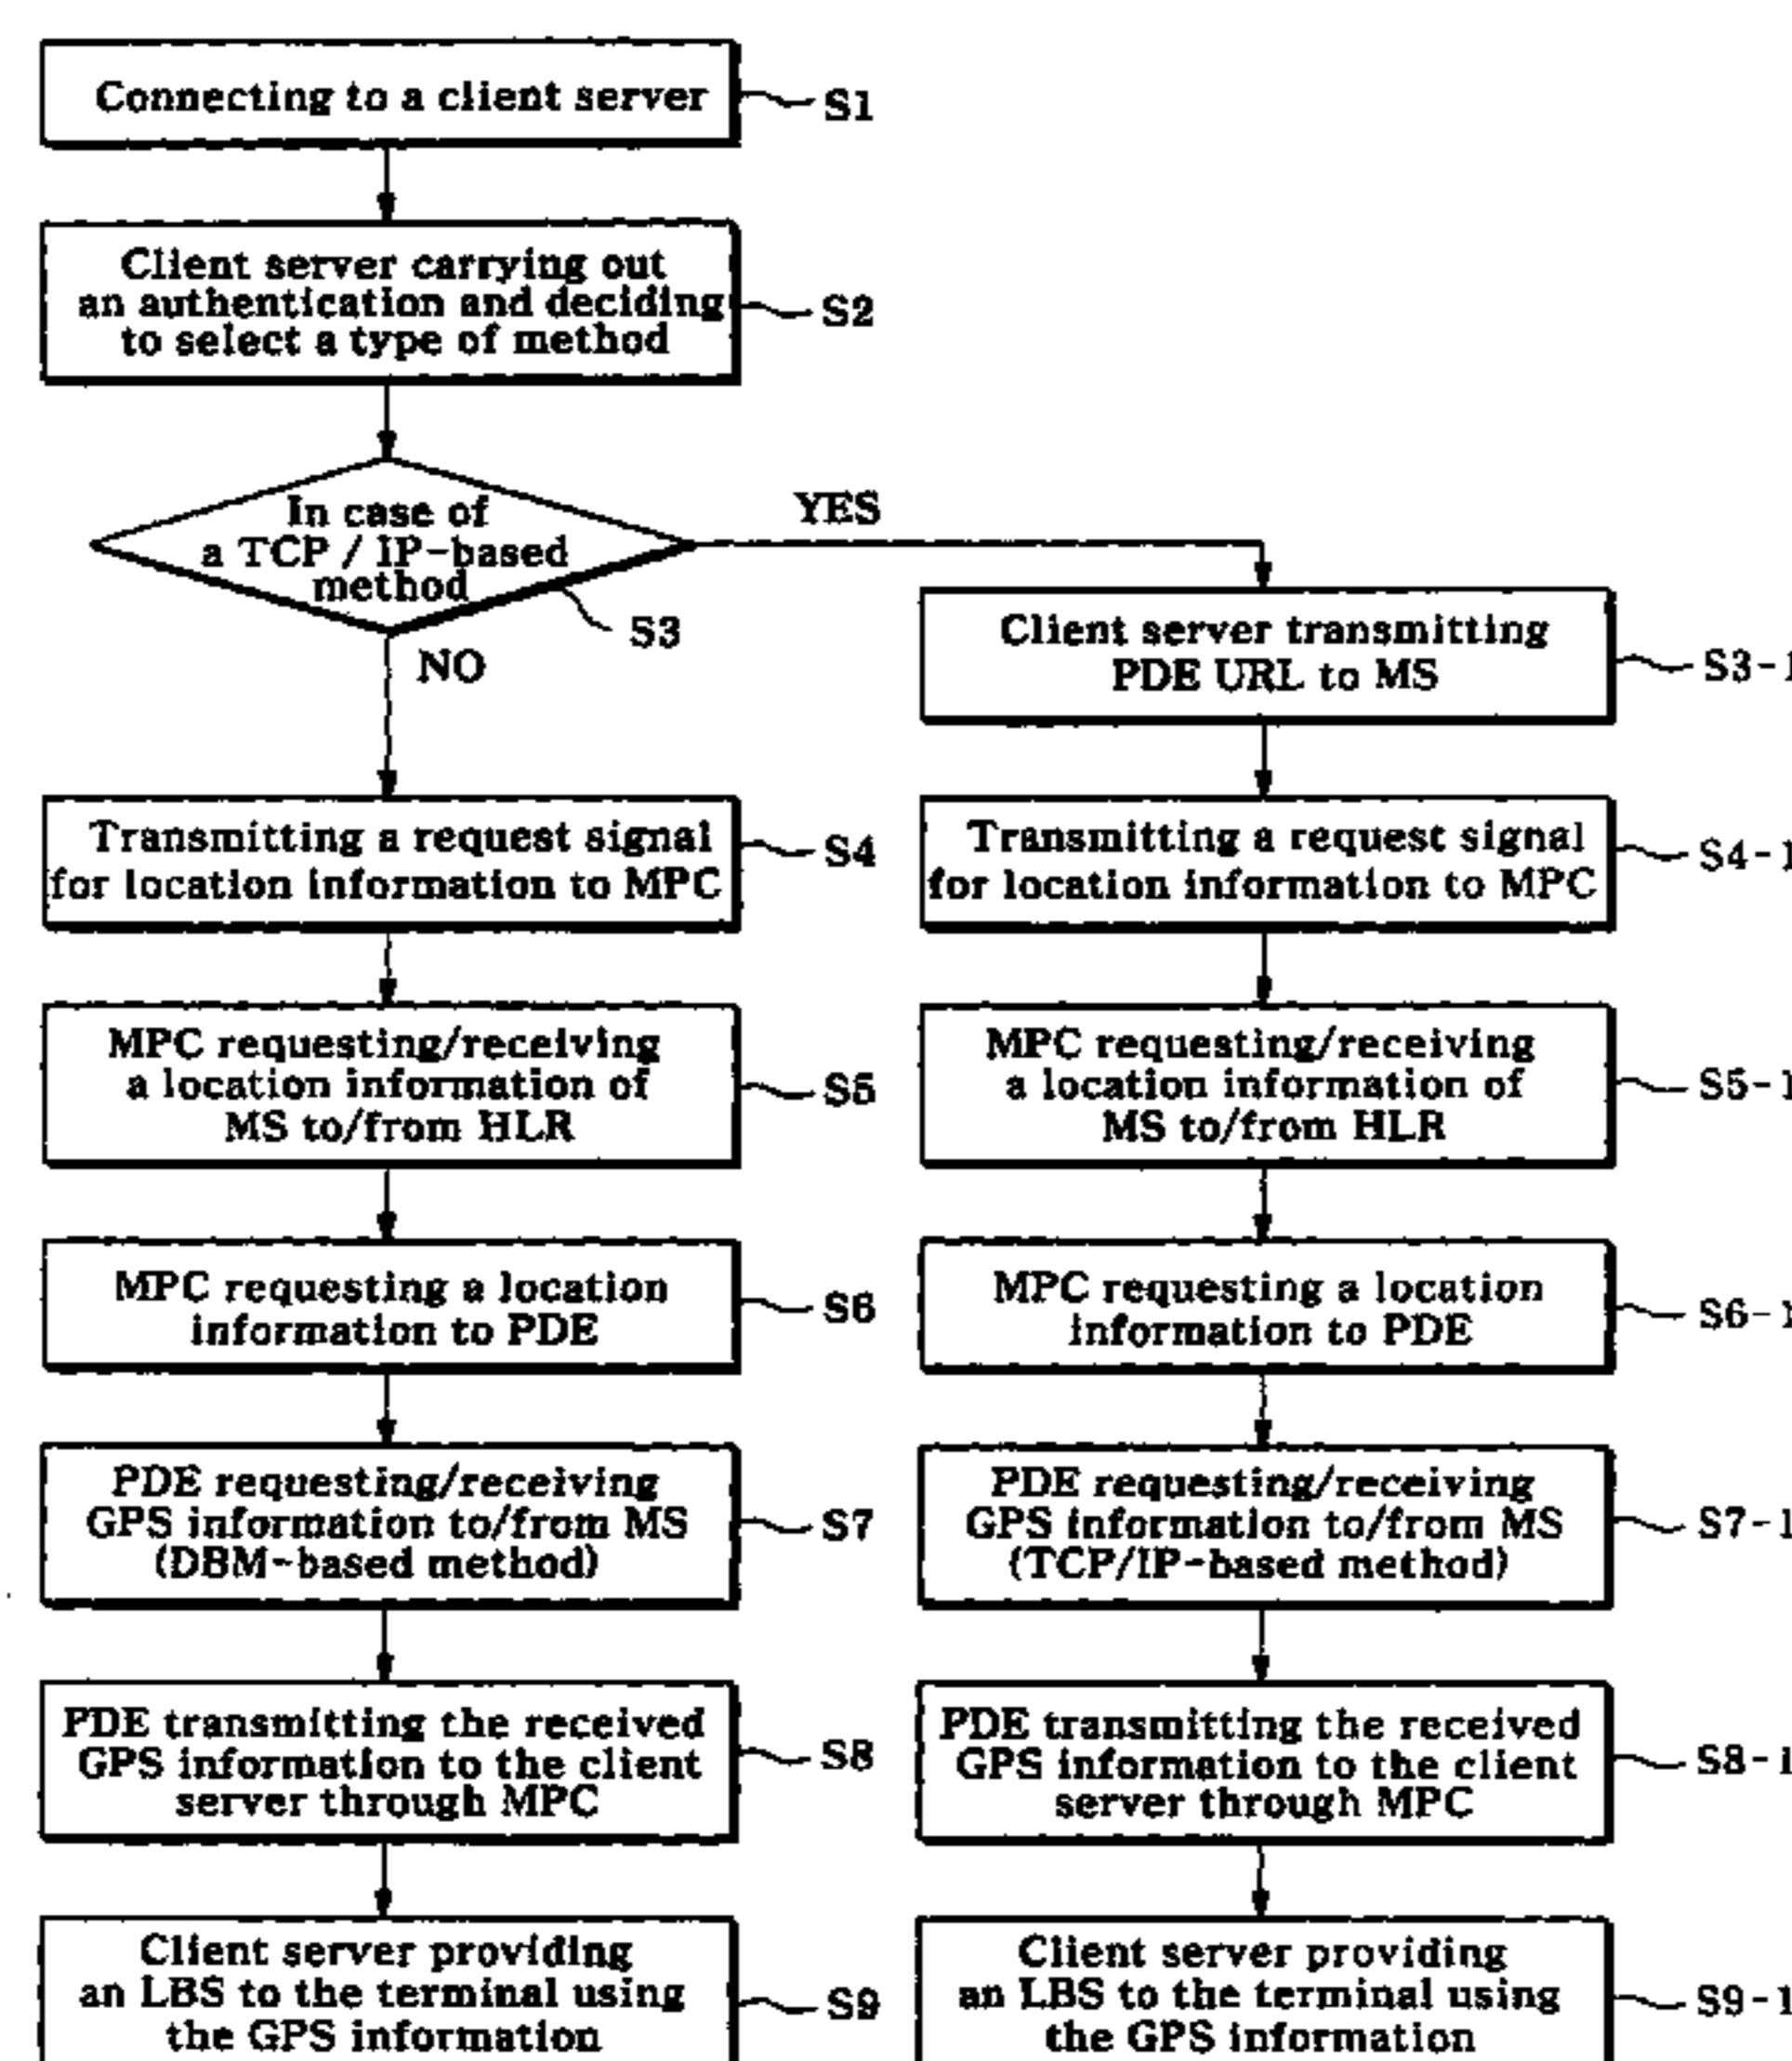 Connecting to a client server
S1
Client server carrying out
an authentication and deciding
to select a type of method
S2
In case of
a TCP / IP-based
method
S3
YES
NO
Client server transmitting
PDE URL to MS
S3-1
Transmitting a request signal
for location information to MPC
S4
Transmitting a request signal
for location information to MPC
S4-1
MPC requesting/receiving
a location information of
MS to/from HLR
S5
MPC requesting/receiving
a location information of
MS to/from HLR
S5-1
MPC requesting a location
information to PDE
S6
MPC requesting a location
information to PDE
S6-1
PDE requesting/receiving
GPS information to/from MS
(DBM-based method)
S7
PDE requesting/receiving
GPS information to/from MS
(TCP/IP-based method)
S7-1
PDE transmitting the received
GPS information to the client
server through MPC
S8
PDE transmitting the received
GPS information to the client
server through MPC
S8-1
Client server providing
an LBS to the terminal using
the GPS information
S9
Client server providing
an LBS to the terminal using
the GPS information
S9-1